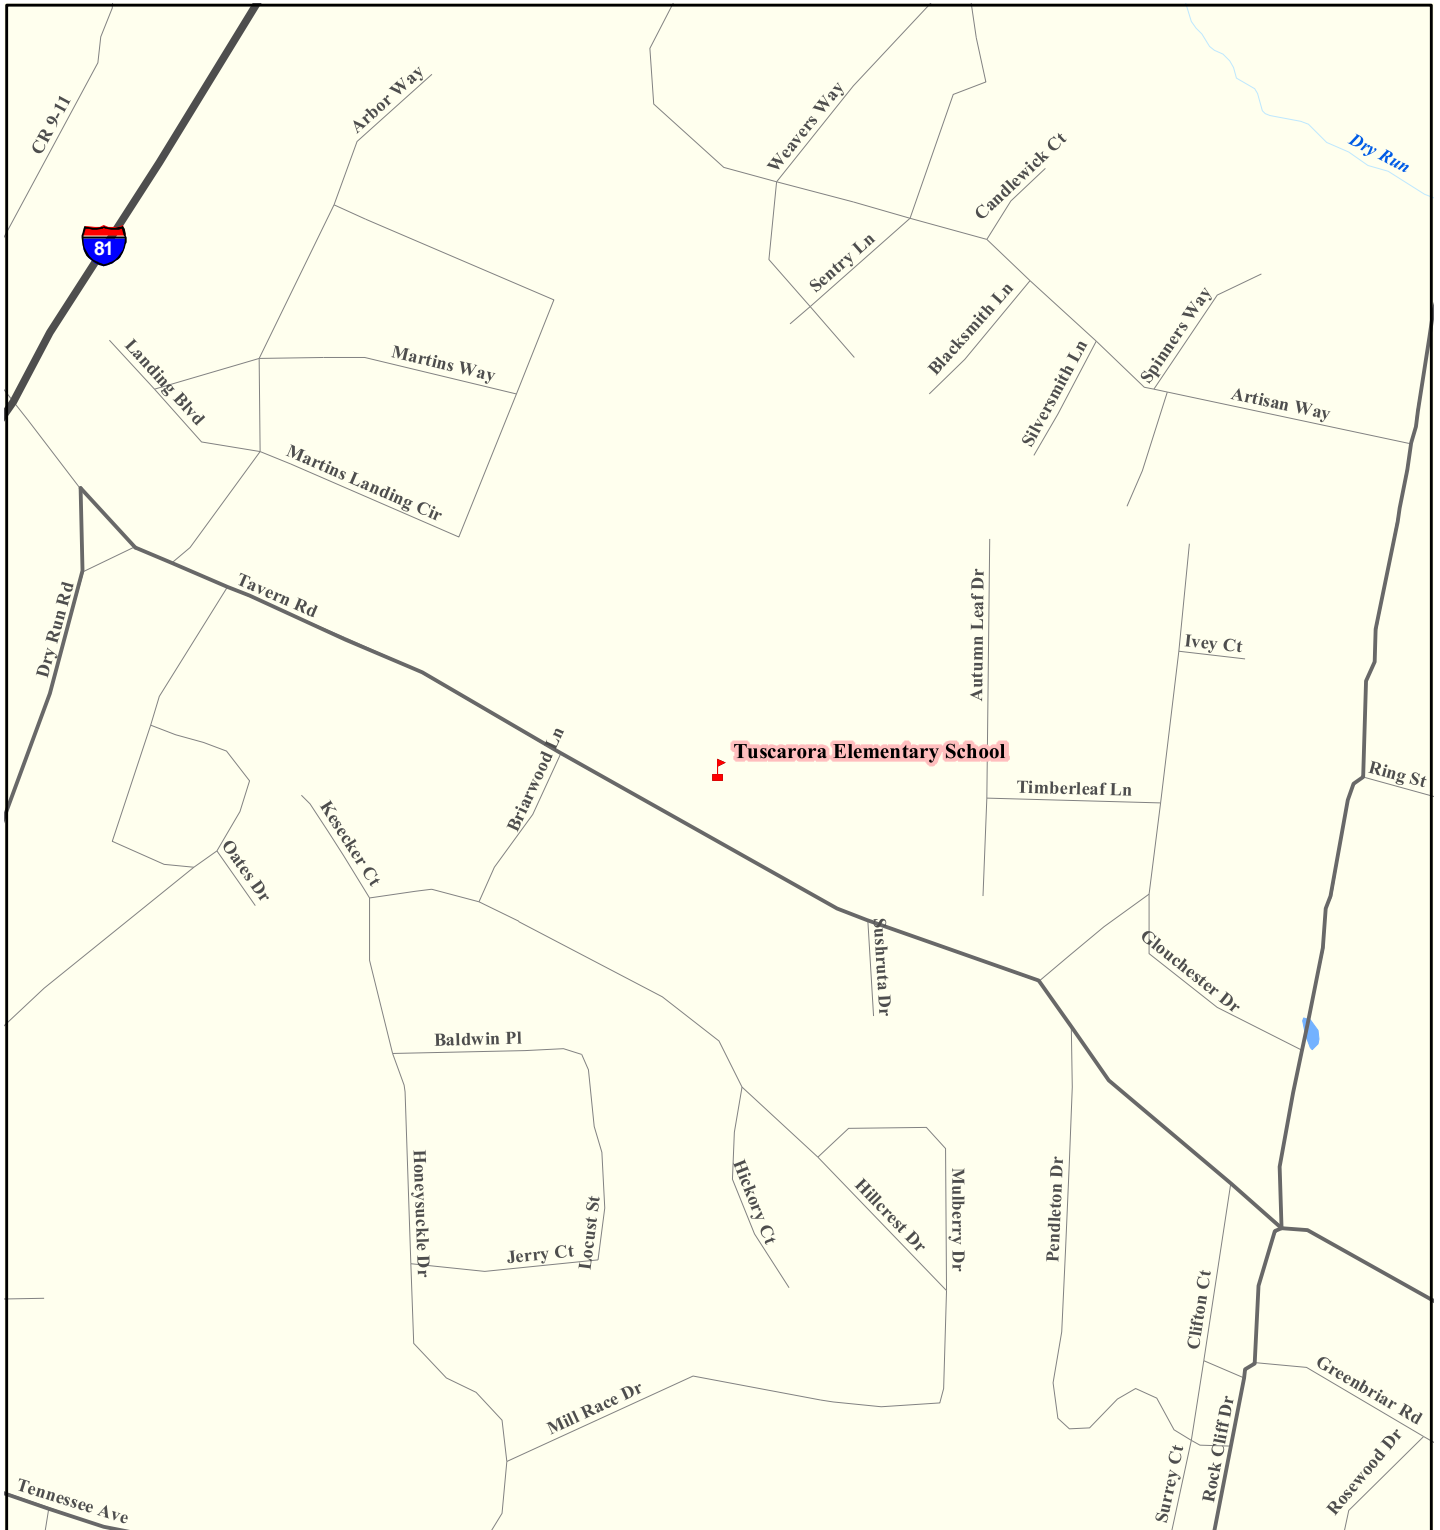 CR 9-11
Arbor Way
Weavers Way
Candlewick Ct
Dry Run
81
Sentry Ln
Blacksmith Ln
Spinners Way
Silversmith Ln
Artisan Way
Landing Blvd
Martins Way
Martins Landing Cir
Tavern Rd
Dry Run Rd
Autumn Leaf Dr
Ivey Ct
Tuscarora Elementary School
Briarwood Ln
Timberleaf Ln
Ring St
Kesecker Ct
Oates Dr
Sushruta Dr
Glouchester Dr
Baldwin Pl
Honeysuckle Dr
Locust St
Jerry Ct
Hickory Ct
Hillcrest Dr
Mulberry Dr
Pendleton Dr
Clifton Ct
Greenbriar Rd
Mill Race Dr
Rock Cliff Dr
Surrey Ct
Rosewood Dr
Tennessee Ave